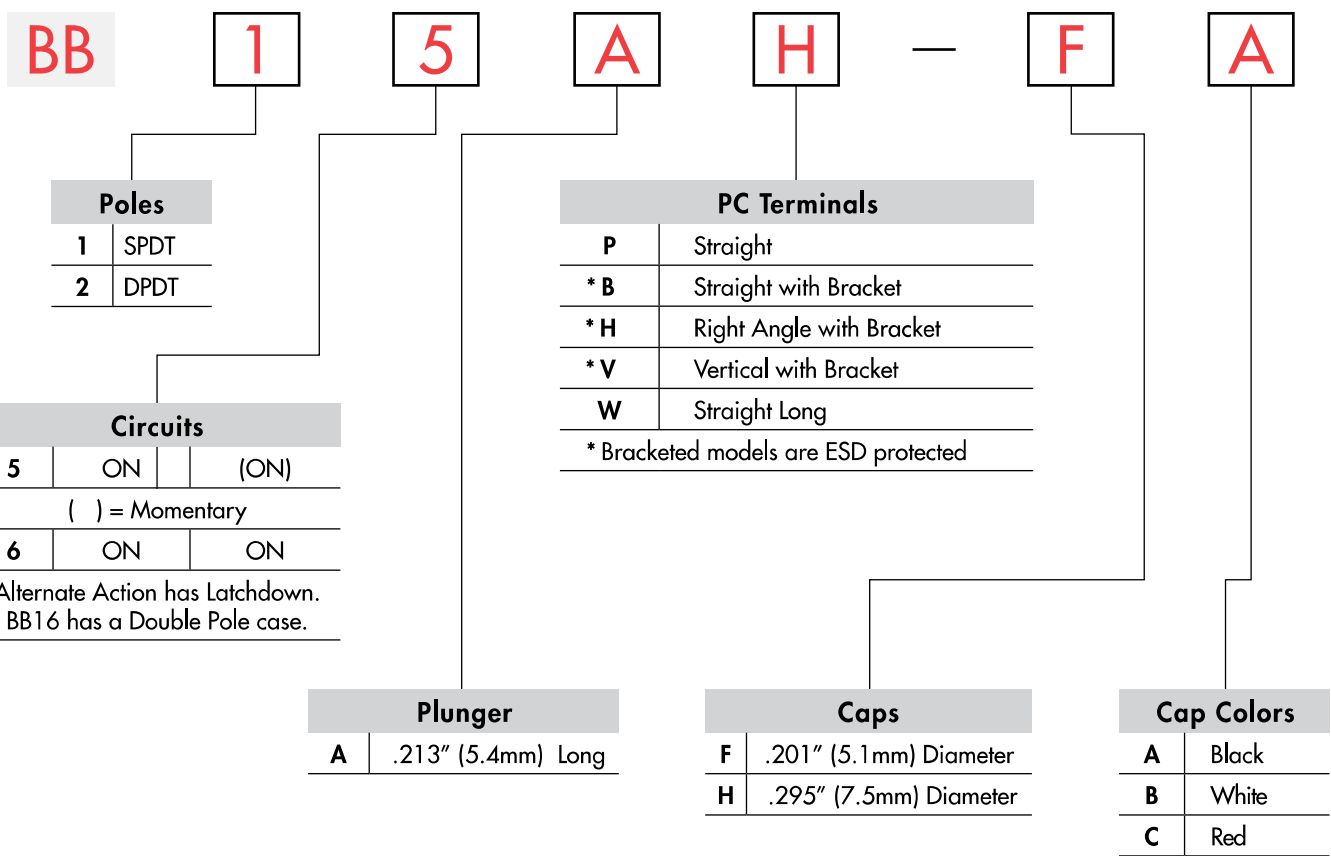 BB 1 5 A H — F A
Poles
1 SPDT
2 DPDT
PC Terminals
P Straight
* B Straight with Bracket
* H Right Angle with Bracket
* V Vertical with Bracket
W Straight Long
* Bracketed models are ESD protected
Circuits
5 ON (ON)
( ) = Momentary
6 ON ON
Alternate Action has Latchdown.
BB16 has a Double Pole case.
Plunger
A .213″ (5.4mm) Long
Caps
F .201″ (5.1mm) Diameter
H .295″ (7.5mm) Diameter
Cap Colors
A Black
B White
C Red